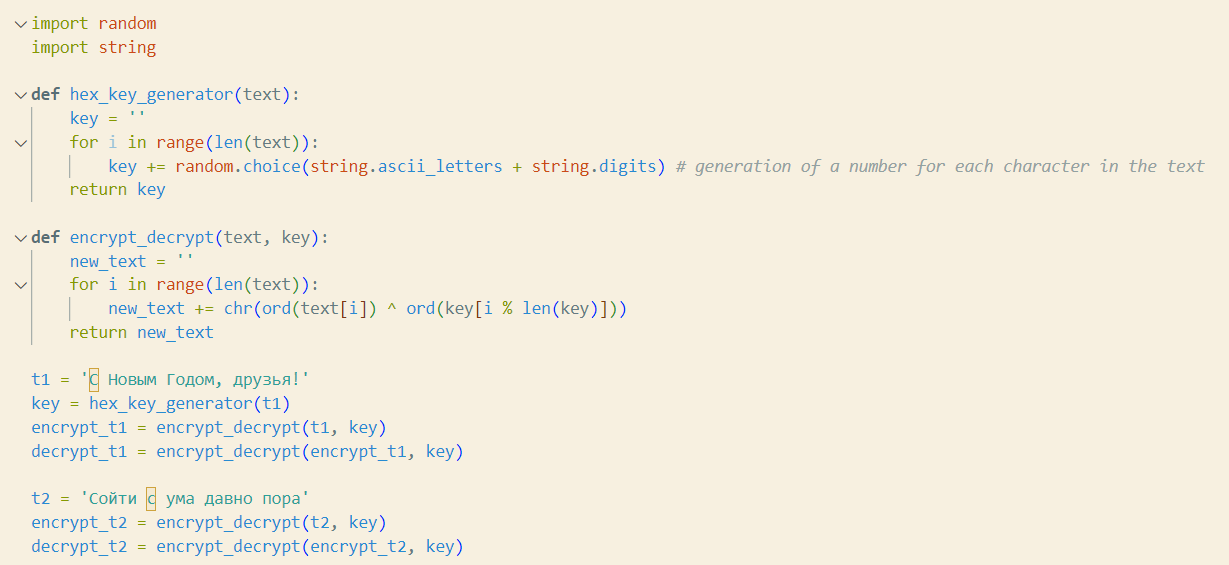 import random
import string
def hex_key_generator(text):
    key = ''
    for i in range(len(text)):
        key += random.choice(string.ascii_letters + string.digits) # generation of a number for each character in the text
    return key
def encrypt_decrypt(text, key):
    new_text = ''
    for i in range(len(text)):
        new_text += chr(ord(text[i]) ^ ord(key[i % len(key)]))
    return new_text
t1 = 'С Новым Годом, друзья!'
key = hex_key_generator(t1)
encrypt_t1 = encrypt_decrypt(t1, key)
decrypt_t1 = encrypt_decrypt(encrypt_t1, key)
t2 = 'Сойти с ума давно пора'
encrypt_t2 = encrypt_decrypt(t2, key)
decrypt_t2 = encrypt_decrypt(encrypt_t2, key)